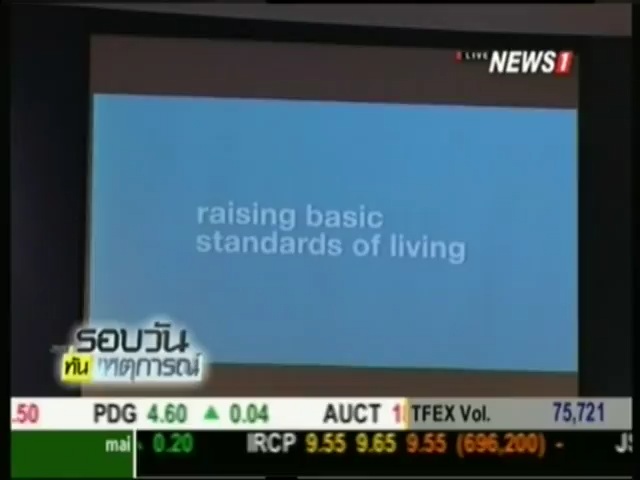 LIVE NEWS1
raising basic
standards of living
รอบวัน
ทัน เหตุการณ์
.50 PDG 4.60 ▲ 0.04 AUCT TFEX Vol. 75,721
mai 0.20 IRCP 9.55 9.65 9.55 (696,200) -